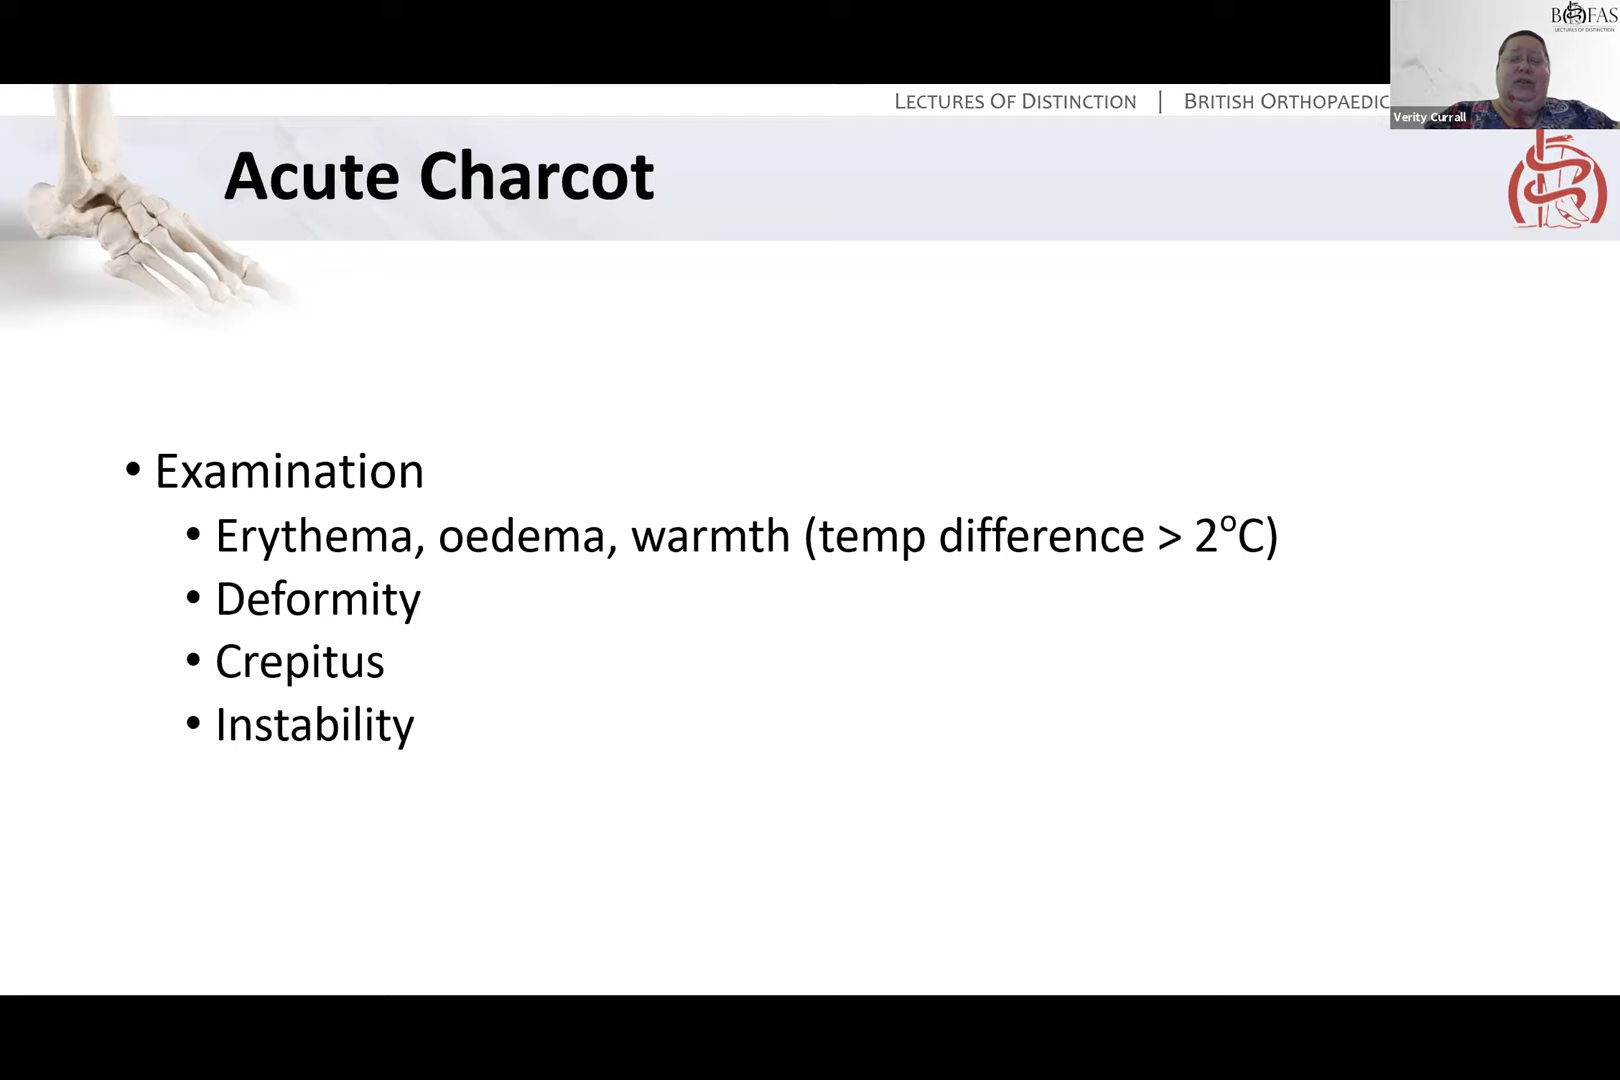 B FAS
LECTURES OF DISTINCTION
LECTURES OF DISTINCTION | BRITISH ORTHOPAEDIC
Verity Currall
Acute Charcot
• Examination
• Erythema, oedema, warmth (temp difference > 2°C)
• Deformity
• Crepitus
• Instability